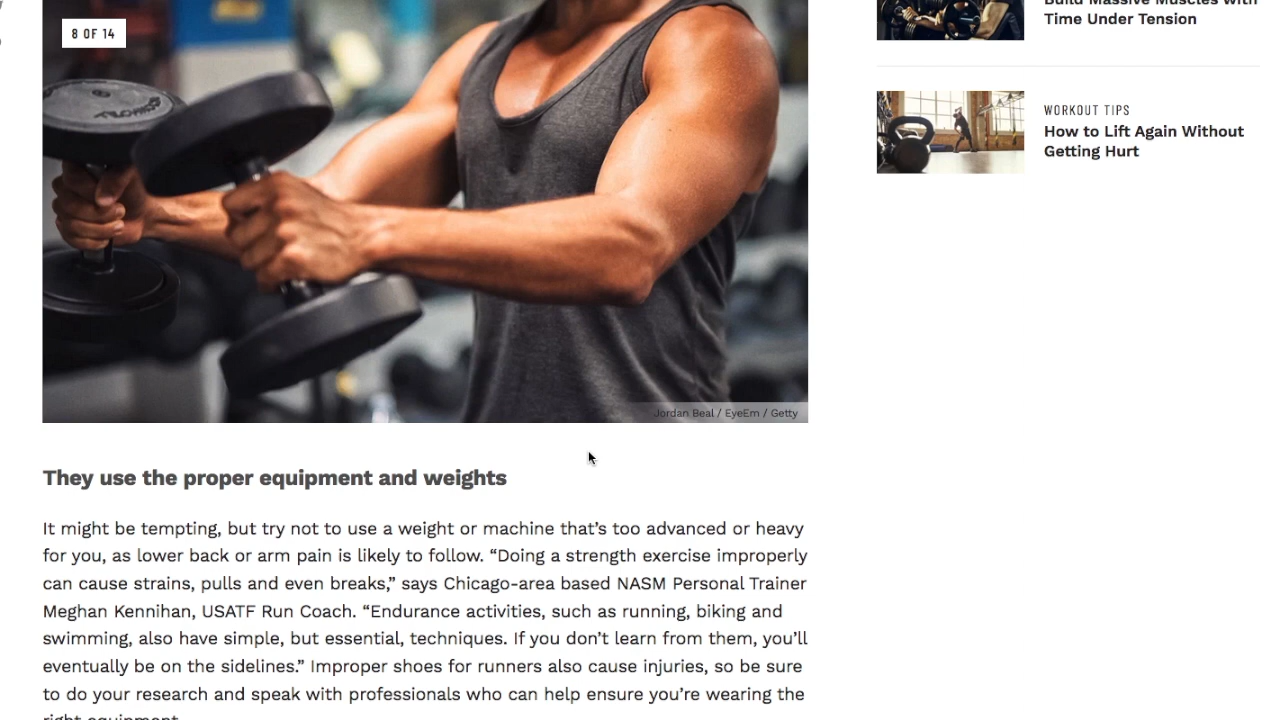 8 OF 14
Jordan Beal / EyeEm / Getty
They use the proper equipment and weights
It might be tempting, but try not to use a weight or machine that’s too advanced or heavy
for you, as lower back or arm pain is likely to follow. “Doing a strength exercise improperly
can cause strains, pulls and even breaks,” says Chicago-area based NASM Personal Trainer
Meghan Kennihan, USATF Run Coach. “Endurance activities, such as running, biking and
swimming, also have simple, but essential, techniques. If you don’t learn from them, you’ll
eventually be on the sidelines.” Improper shoes for runners also cause injuries, so be sure
to do your research and speak with professionals who can help ensure you’re wearing the
right equipment.
Build Massive Muscles with
Time Under Tension
WORKOUT TIPS
How to Lift Again Without
Getting Hurt